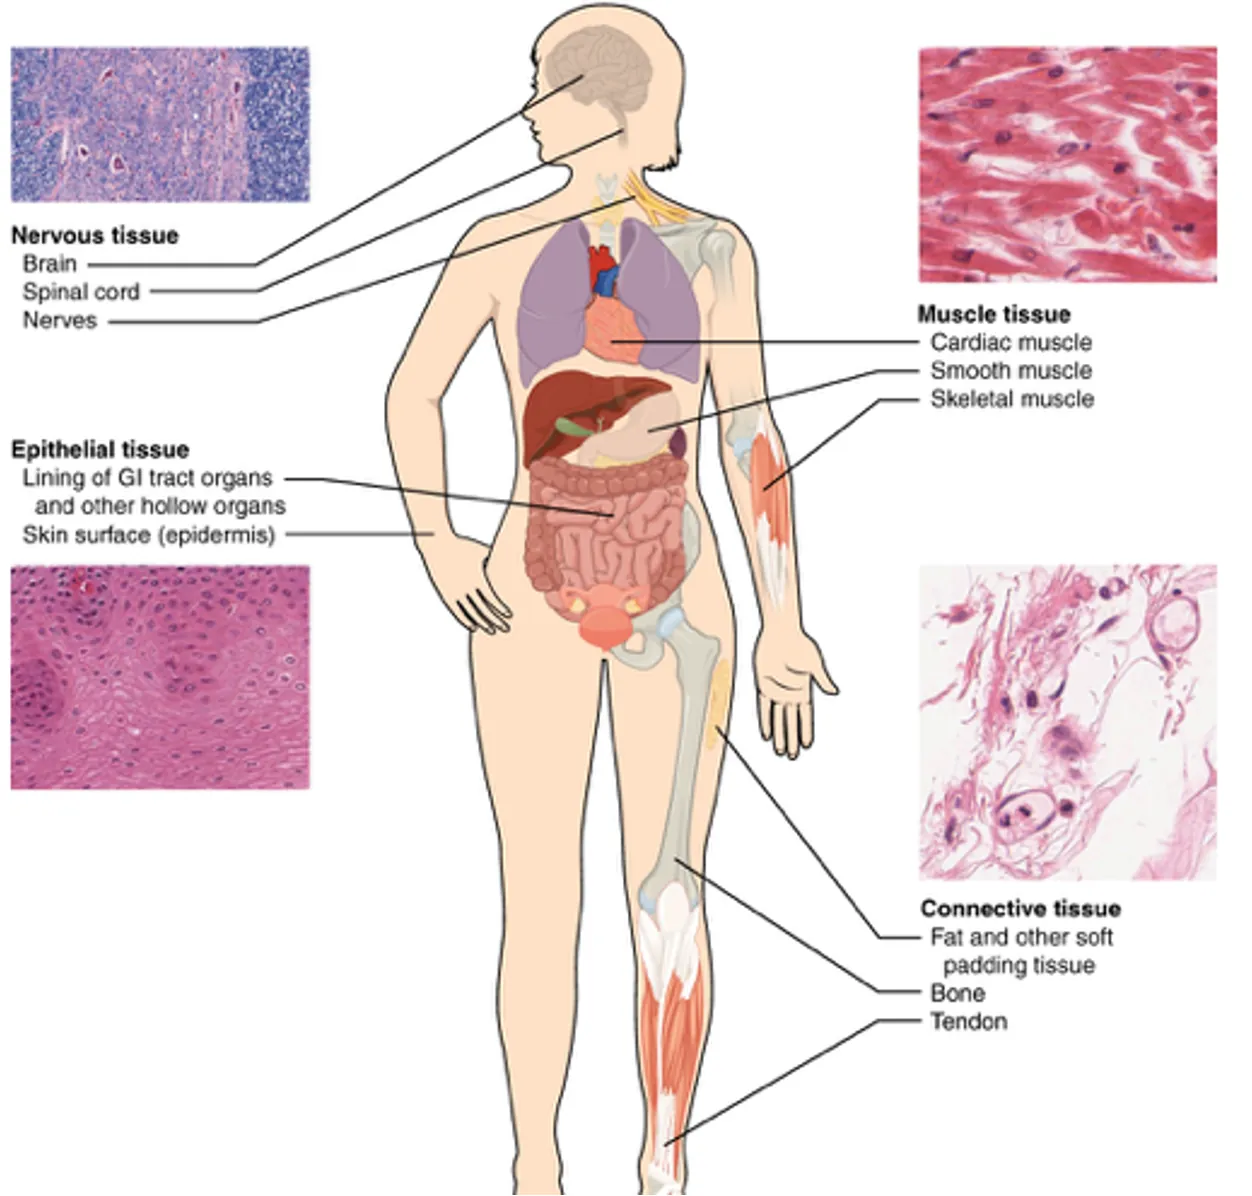 Nervous tissue
Brain
Spinal cord
Nerves
Epithelial tissue
Lining of GI tract organs
and other hollow organs
Skin surface (epidermis)
Muscle tissue
Cardiac muscle
Smooth muscle
Skeletal muscle
Connective tissue
Fat and other soft
padding tissue
Bone
Tendon